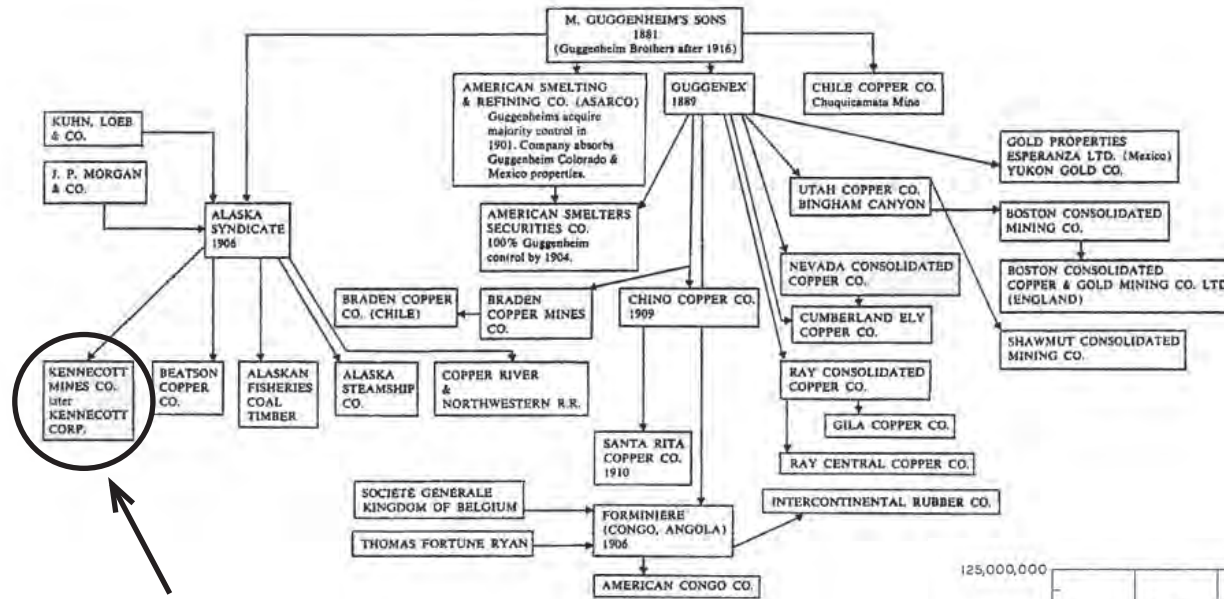 M. GUGGENHEIM'S SONS
1881
(Guggenheim Brothers after 1916)
AMERICAN SMELTING
& REFINING CO. (ASARCO)
Guggenheims acquire
majority control in
1901. Company absorbs
Guggenheim Colorado &
Mexico properties.
GUGGENEX
1889
CHILE COPPER CO.
Chuquicamata Mine
KUHN, LOEB
& CO.
J. P. MORGAN
& CO.
GOLD PROPERTIES
ESPERANZA LTD. (Mexico)
YUKON GOLD CO.
UTAH COPPER CO.
BINGHAM CANYON
ALASKA
SYNDICATE
1906
AMERICAN SMELTERS
SECURITIES CO.
100% Guggenheim
control by 1904.
BOSTON CONSOLIDATED
MINING CO.
NEVADA CONSOLIDATED
COPPER CO.
BOSTON CONSOLIDATED
COPPER & GOLD MINING CO. LTD
(ENGLAND)
BRADEN COPPER
CO. (CHILE)
BRADEN
COPPER MINES
CO.
CHINO COPPER CO.
1909
CUMBERLAND ELY
COPPER CO.
SHAWMUT CONSOLIDATED
MINING CO.
KENNECOTT
MINES CO.
later
KENNECOTT
CORP.
BEATSON
COPPER
CO.
ALASKAN
FISHERIES
COAL
TIMBER
ALASKA
STEAMSHIP
CO.
COPPER RIVER
&
NORTHWESTERN R.R.
RAY CONSOLIDATED
COPPER CO.
GILA COPPER CO.
SANTA RITA
COPPER CO.
1910
RAY CENTRAL COPPER CO.
SOCIÉTÉ GÉNÉRALE
KINGDOM OF BELGIUM
INTERCONTINENTAL RUBBER CO.
FORMINIERE
(CONGO, ANGOLA)
1906
THOMAS FORTUNE RYAN
AMERICAN CONGO CO.
125,000,000